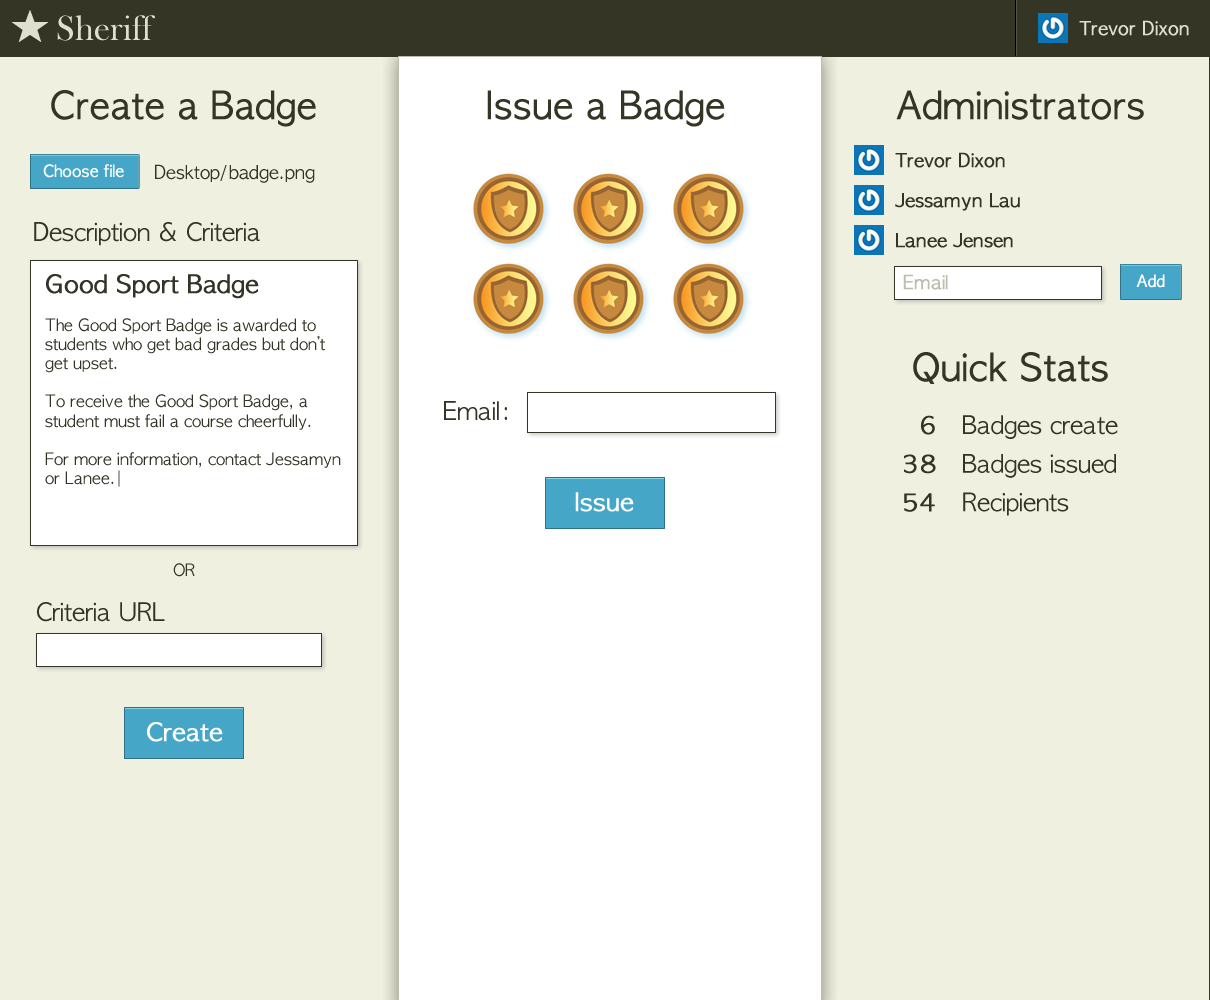 Sheriff
Trevor Dixon
Create a Badge
Choose file
Desktop/badge.png
Description & Criteria
Good Sport Badge
The Good Sport Badge is awarded to
students who get bad grades but don't
get upset.
To receive the Good Sport Badge, a
student must fail a course cheerfully.
For more information, contact Jessamyn
or Lanee.
OR
Criteria URL
Create
Issue a Badge
Email:
Issue
Administrators
Trevor Dixon
Jessamyn Lau
Lanee Jensen
Email
Add
Quick Stats
6 Badges create
38 Badges issued
54 Recipients